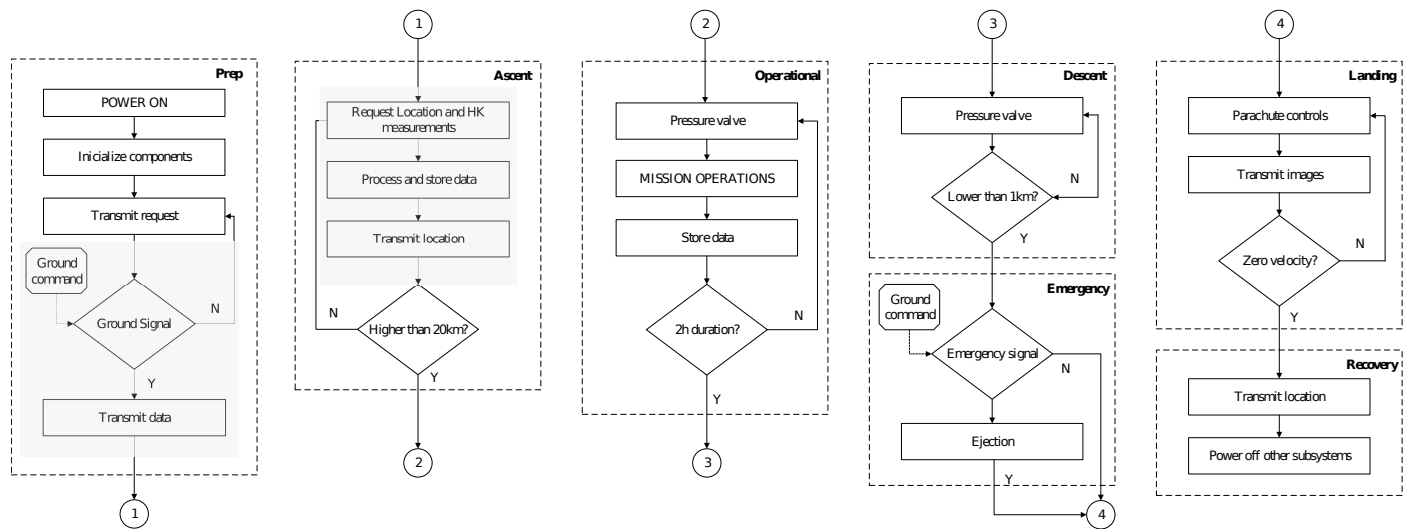 Prep
POWER ON
Inicialize components
Transmit request
Ground
command
Ground Signal
N
Y
Transmit data
1
1
Ascent
Request Location and HK
measurements
Process and store data
Transmit location
N
Higher than 20km?
Y
2
2
Operational
Pressure valve
MISSION OPERATIONS
Store data
2h duration?
N
Y
3
3
Descent
Pressure valve
N
Lower than 1km?
Y
Emergency
Ground
command
Emergency signal
N
Ejection
Y
4
4
Landing
Parachute controls
Transmit images
N
Zero velocity?
Y
Recovery
Transmit location
Power off other subsystems